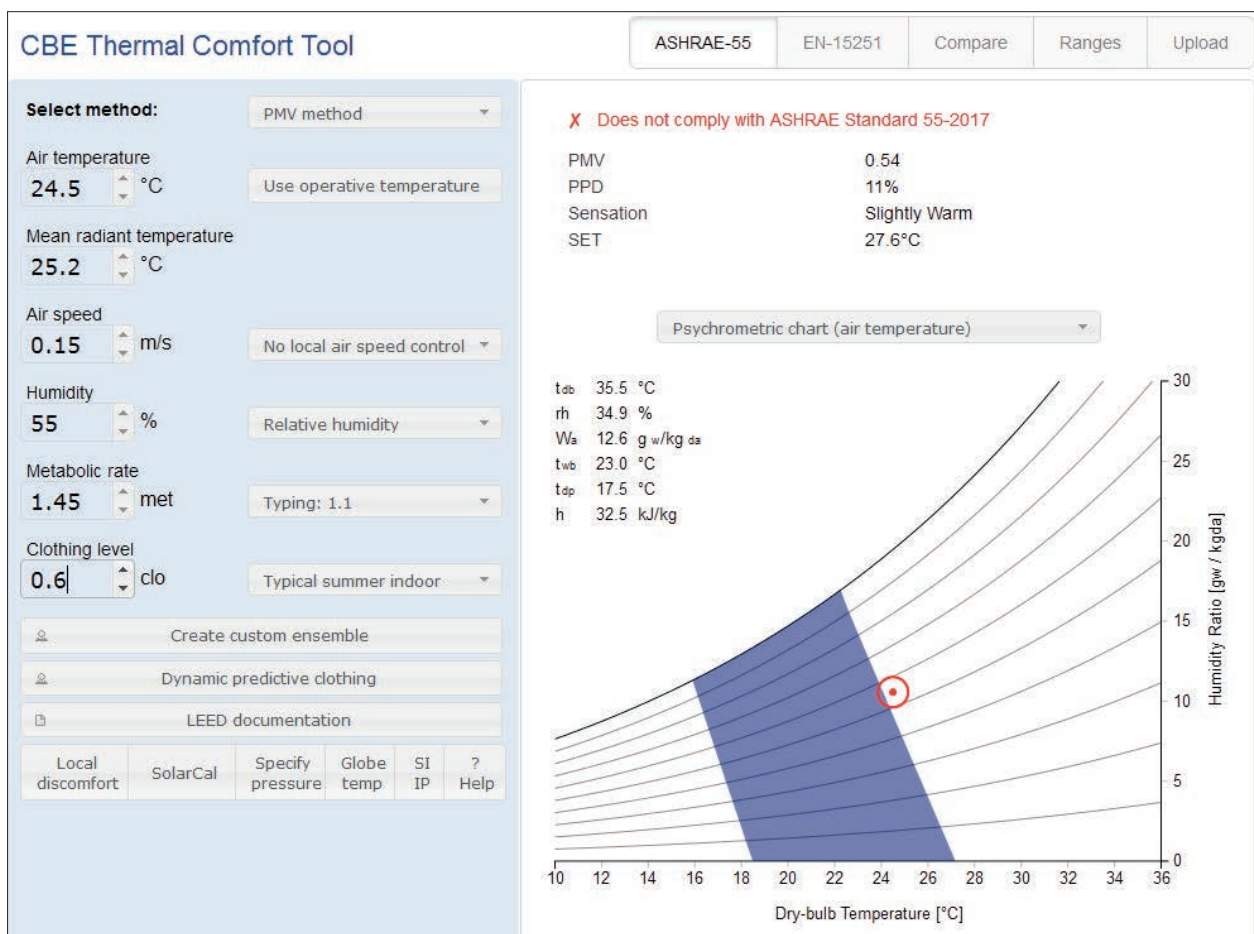 CBE Thermal Comfort Tool
ASHRAE-55 EN-15251 Compare Ranges Upload
Select method: PMV method
Air temperature
24.5 °C Use operative temperature
Mean radiant temperature
25.2 °C
Air speed
0.15 m/s No local air speed control
Humidity
55 % Relative humidity
Metabolic rate
1.45 met Typing: 1.1
Clothing level
0.6 clo Typical summer indoor
Create custom ensemble
Dynamic predictive clothing
LEED documentation
Local discomfort SolarCal Specify pressure Globe temp SI IP ? Help
✗ Does not comply with ASHRAE Standard 55-2017
PMV 0.54
PPD 11%
Sensation Slightly Warm
SET 27.6°C
Psychrometric chart (air temperature)
tdb 35.5 °C
rh 34.9 %
Wa 12.6 g w/kg da
twb 23.0 °C
tdp 17.5 °C
h 32.5 kJ/kg
30
25
20
15
10
5
0
Humidity Ratio [gw / kgda]
10 12 14 16 18 20 22 24 26 28 30 32 34 36
Dry-bulb Temperature [°C]